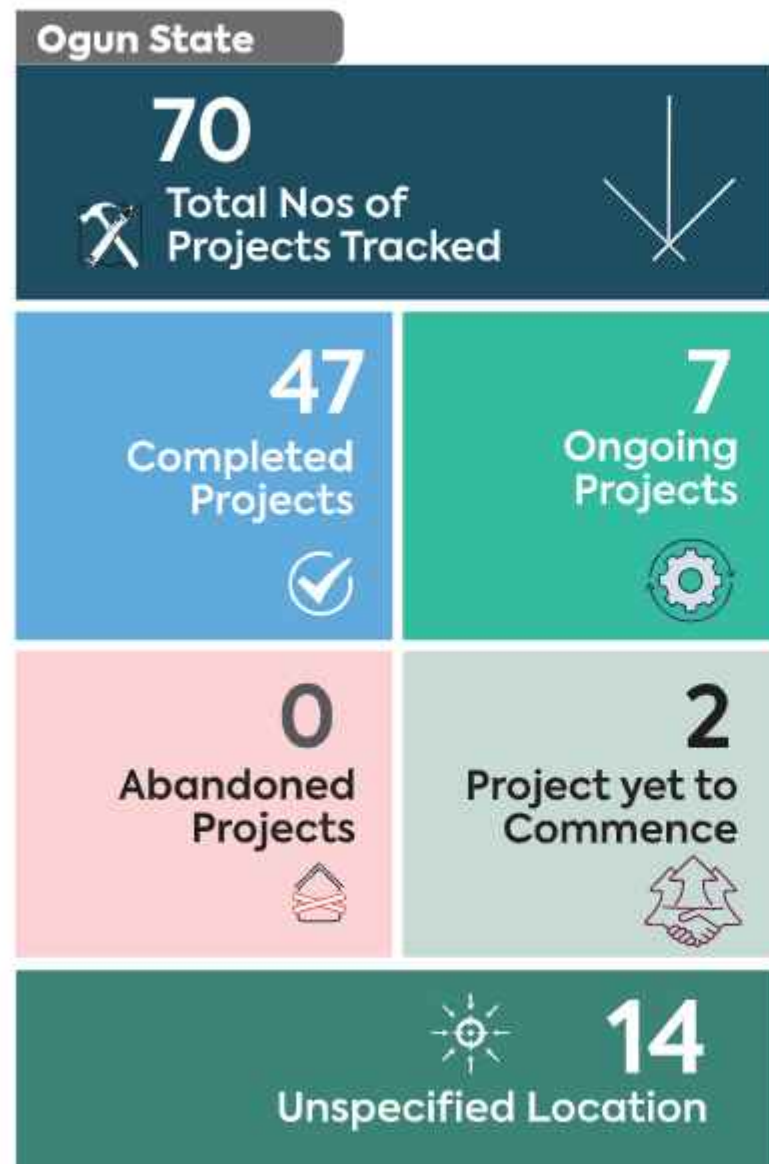 Ogun State
70
Total Nos of
Projects Tracked
47
Completed
Projects
7
Ongoing
Projects
0
Abandoned
Projects
2
Project yet to
Commence
14
Unspecified Location